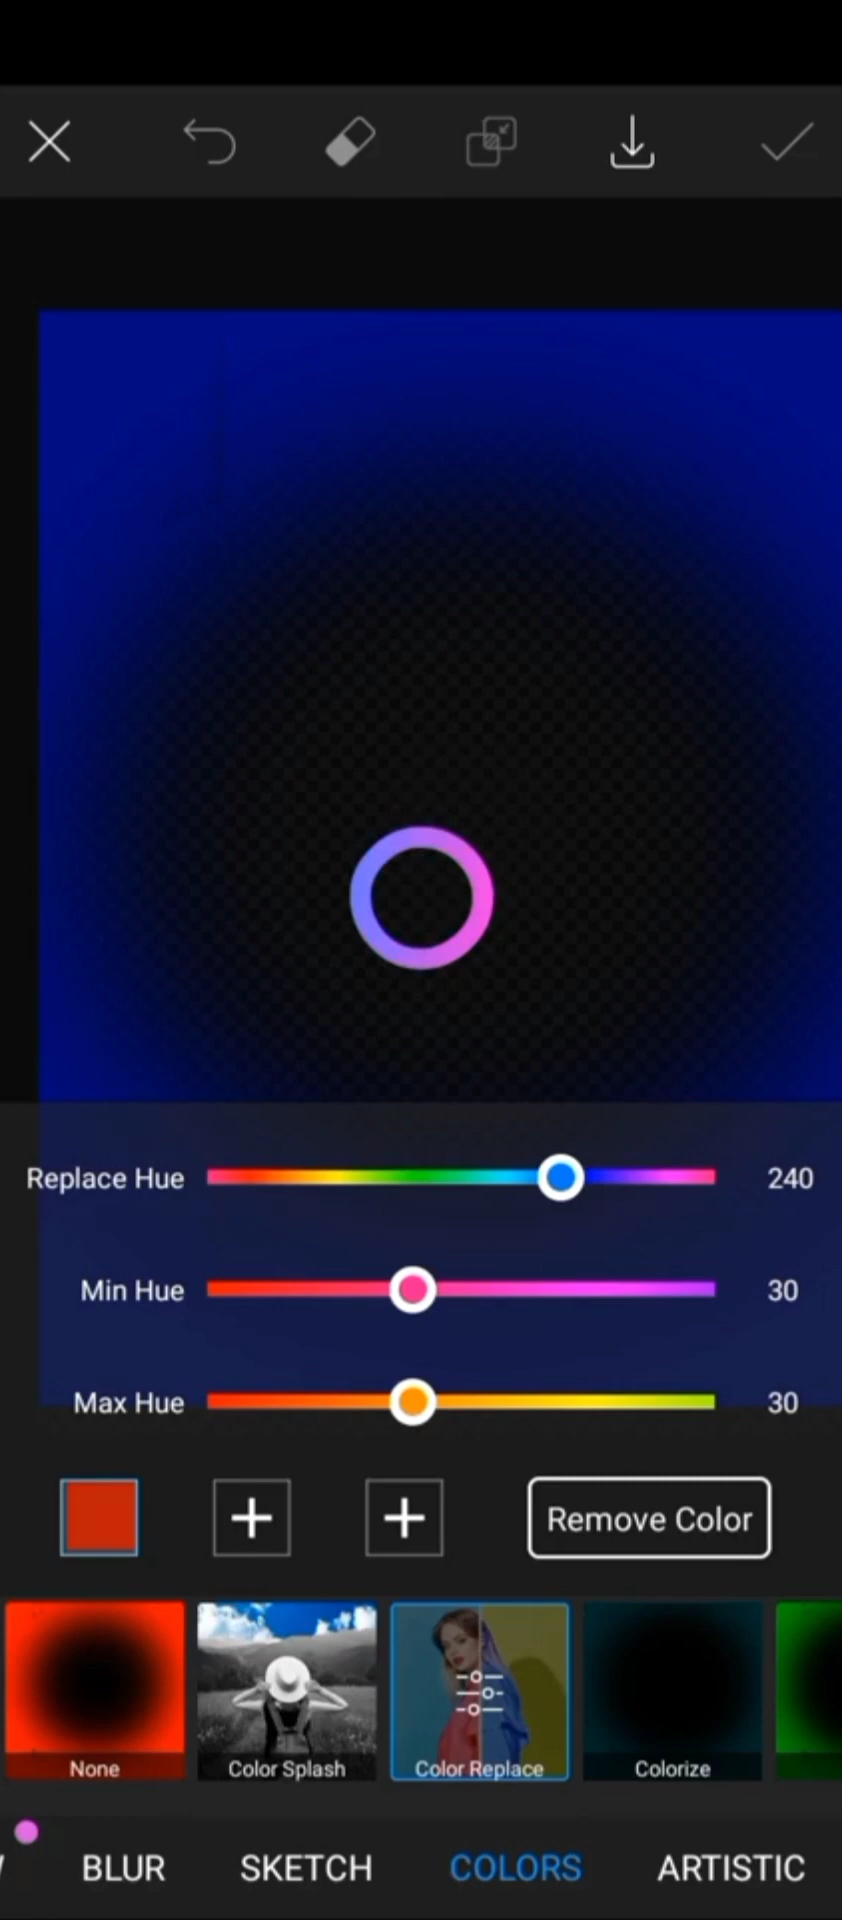 Replace Hue 240
Min Hue 30
Max Hue 30
Remove Color
None Color Splash Color Replace Colorize
BLUR SKETCH COLORS ARTISTIC